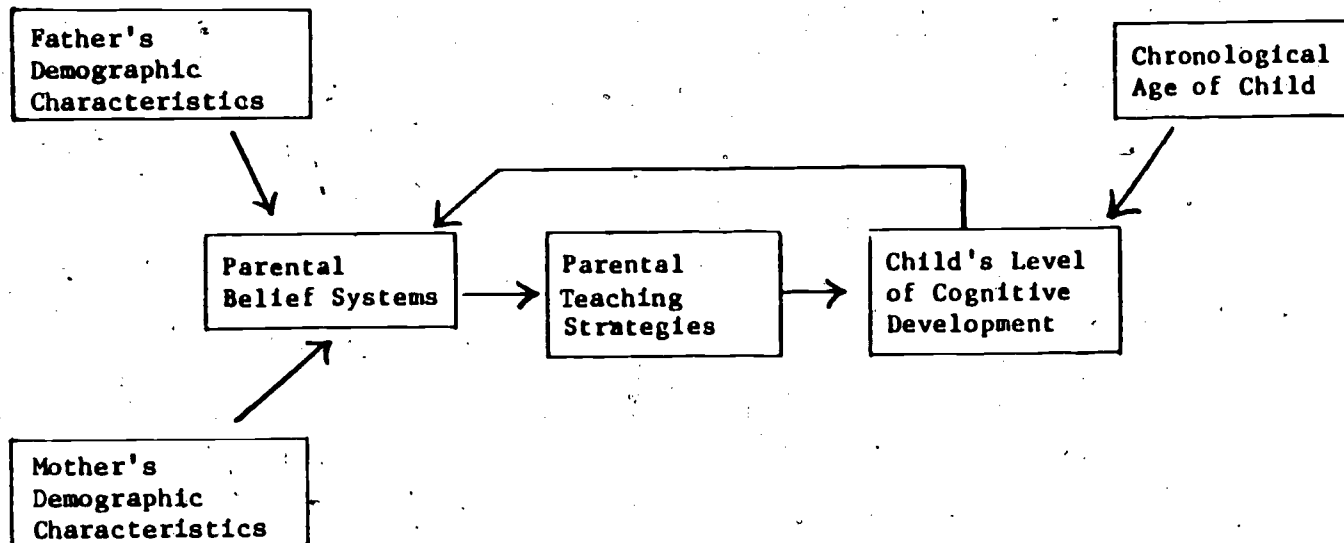 Father's
Demographic
Characteristics
Chronological
Age of Child
Parental
Belief Systems
Parental
Teaching
Strategies
Child's Level
of Cognitive
Development
Mother's
Demographic
Characteristics